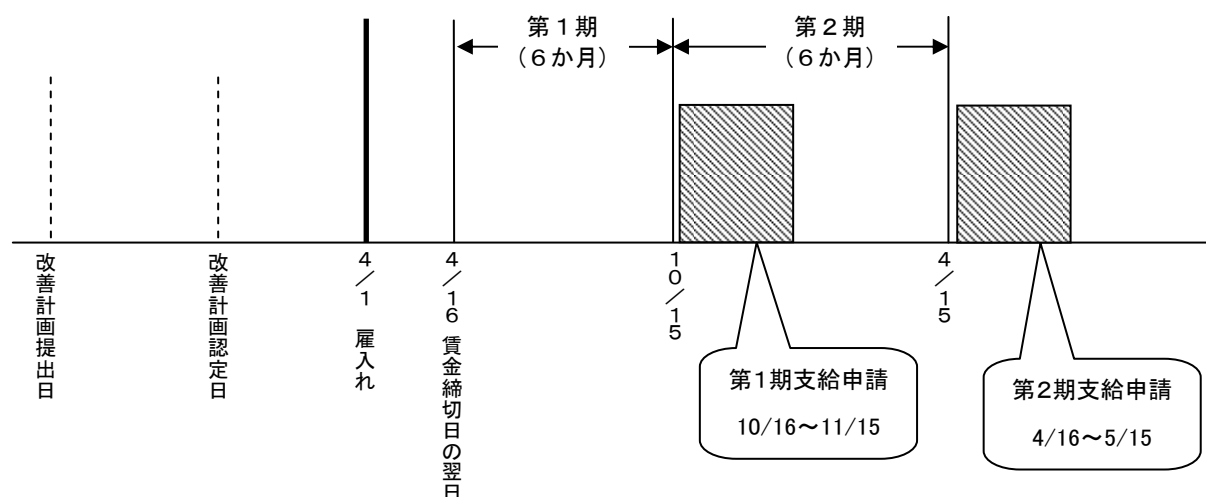 第1期
（6か月）
第2期
（6か月）
改善計画提出日
改善計画認定日
4/1 雇入れ
4/16 賃金締切日の翌日
10/15
4/15
第1期支給申請
10/16～11/15
第2期支給申請
4/16～5/15